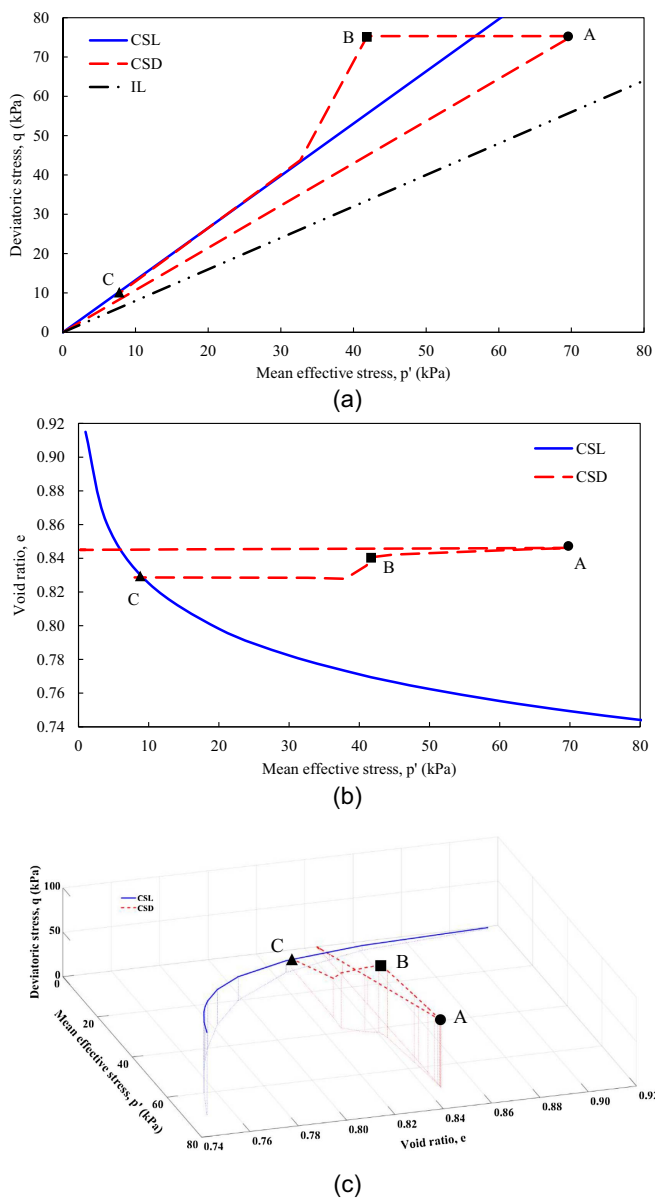 80
70
60
50
40
30
20
10
0
Deviatoric stress, q (kPa)
CSL
CSD
IL
B
A
C
0 10 20 30 40 50 60 70 80
Mean effective stress, p' (kPa)
(a)
0.92
0.90
0.88
0.86
0.84
0.82
0.80
0.78
0.76
0.74
Void ratio, e
CSL
CSD
A
B
C
0 10 20 30 40 50 60 70 80
Mean effective stress, p' (kPa)
(b)
100
50
0
Deviatoric stress, q (kPa)
CSL
CSD
C
B
A
0
20
40
60
80
Mean effective stress, p' (kPa)
0.74 0.76 0.78 0.80 0.82 0.84 0.86 0.88 0.90 0.92
Void ratio, e
(c)